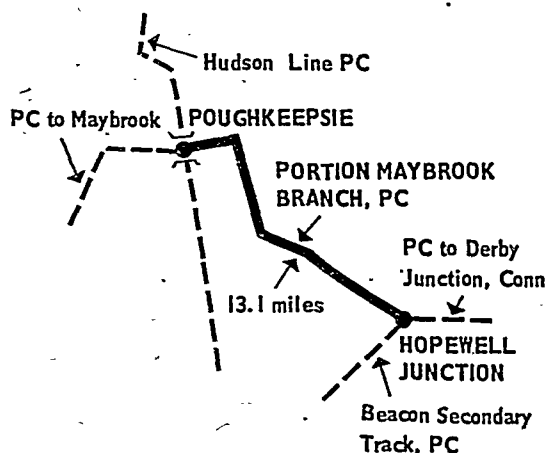 Hudson Line PC
PC to Maybrook
POUGHKEEPSIE
PORTION MAYBROOK
BRANCH, PC
PC to Derby
Junction, Conn
13.1 miles
HOPEWELL
JUNCTION
Beacon Secondary
Track, PC